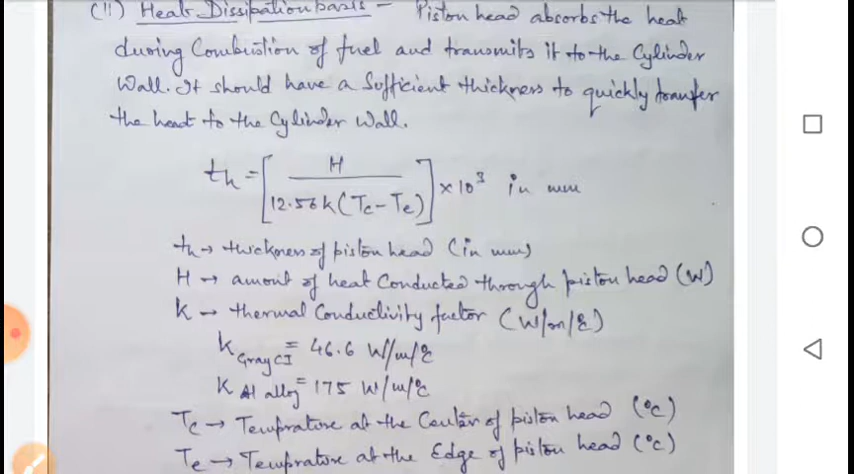 (ii) Heat Dissipation basis - Piston head absorbs the heat
during Combustion of fuel and transmits it to the Cylinder
Wall. It should have a Sufficient thickness to quickly transfer
the heat to the Cylinder Wall.
th = [ H / 12.56 k (Tc - Te) ] × 10³ in mm
th → thickness of piston head (in mm)
H → amount of heat Conducted through piston head (W)
k → thermal Conductivity factor (W/m/°c)
K Gray CI = 46.6 W/m/°c
K Al alloy = 175 W/m/°c
Tc → Temprature at the Center of piston head (°c)
Te → Temprature at the Edge of piston head (°c)